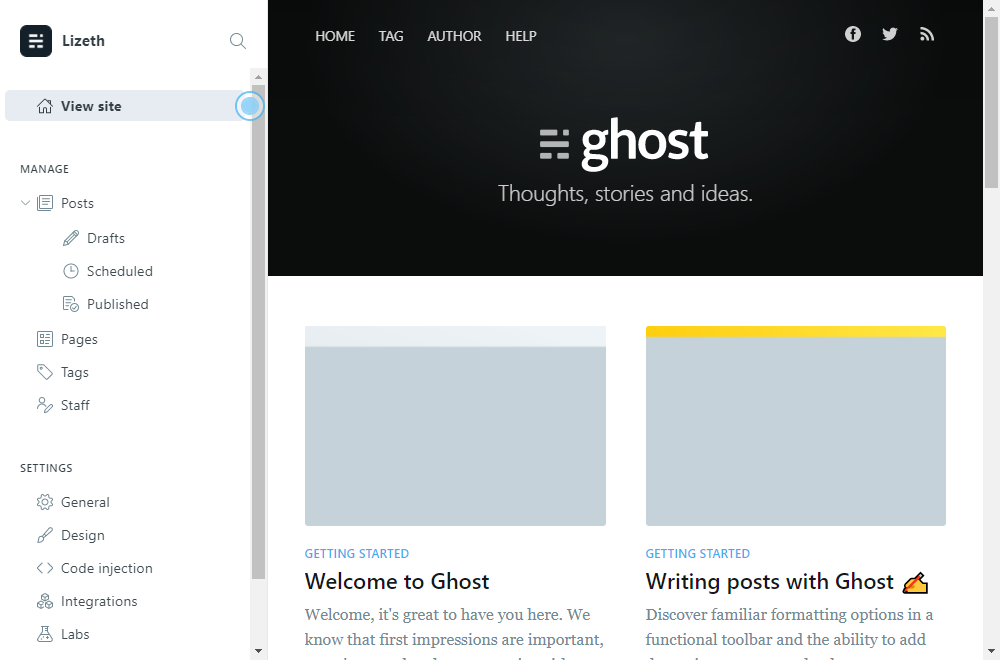 Lizeth
View site
MANAGE
Posts
Drafts
Scheduled
Published
Pages
Tags
Staff
SETTINGS
General
Design
Code injection
Integrations
Labs
HOME TAG AUTHOR HELP
ghost
Thoughts, stories and ideas.
GETTING STARTED
Welcome to Ghost
Welcome, it's great to have you here. We
know that first impressions are important,
GETTING STARTED
Writing posts with Ghost ✍️
Discover familiar formatting options in a
functional toolbar and the ability to add